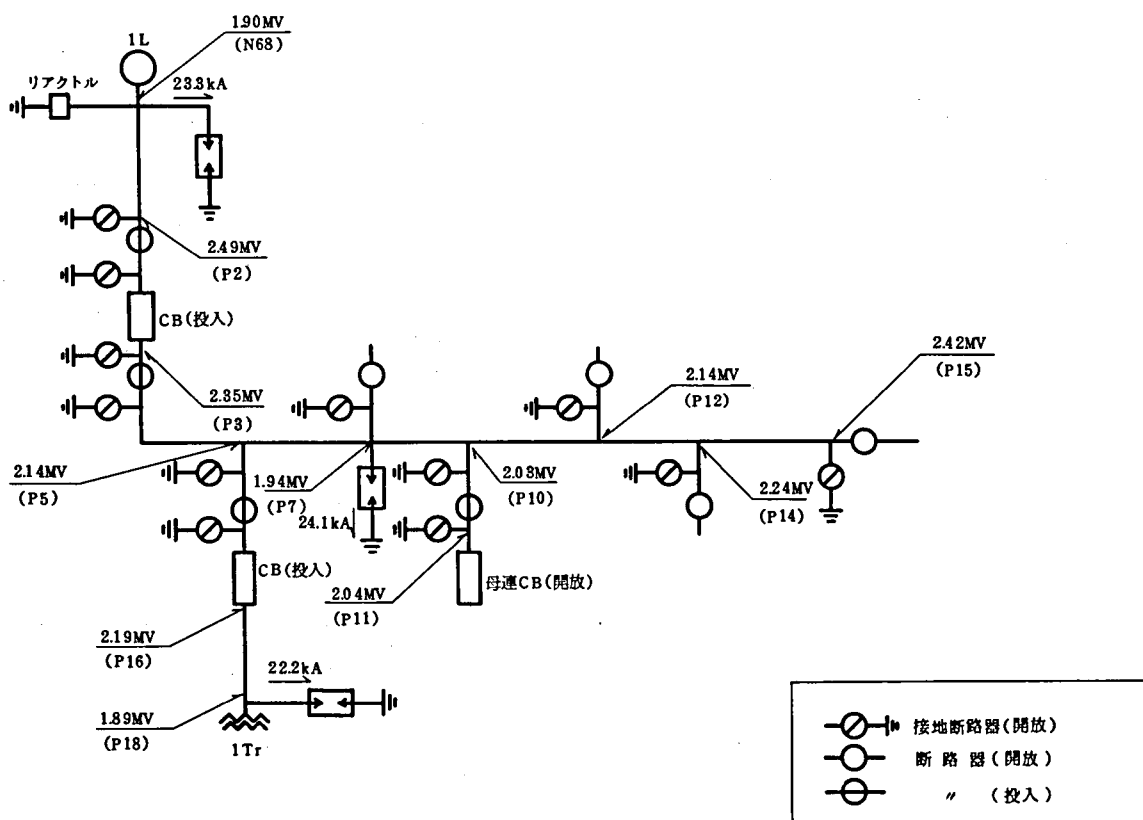 1.90MV
(N68)
1L
リアクトル
23.3kA
2.49MV
(P2)
CB(投入)
2.35MV
(P3)
2.14MV
(P5)
1.94MV
(P7)
24.1kA
2.03MV
(P10)
2.14MV
(P12)
2.42MV
(P15)
2.24MV
(P14)
CB(投入)
2.04MV
(P11)
母連CB(開放)
2.19MV
(P16)
22.2kA
1.89MV
(P18)
1Tr
接地断路器(開放)
断路器(開放)
〃 (投入)